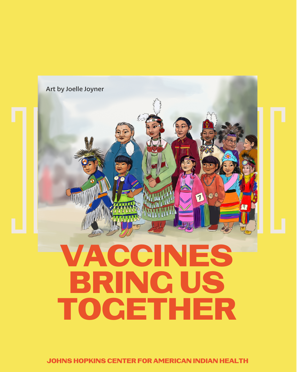 Art by Joelle Joyner
VACCINES
BRING US
TOGETHER
JOHNS HOPKINS CENTER FOR AMERICAN INDIAN HEALTH